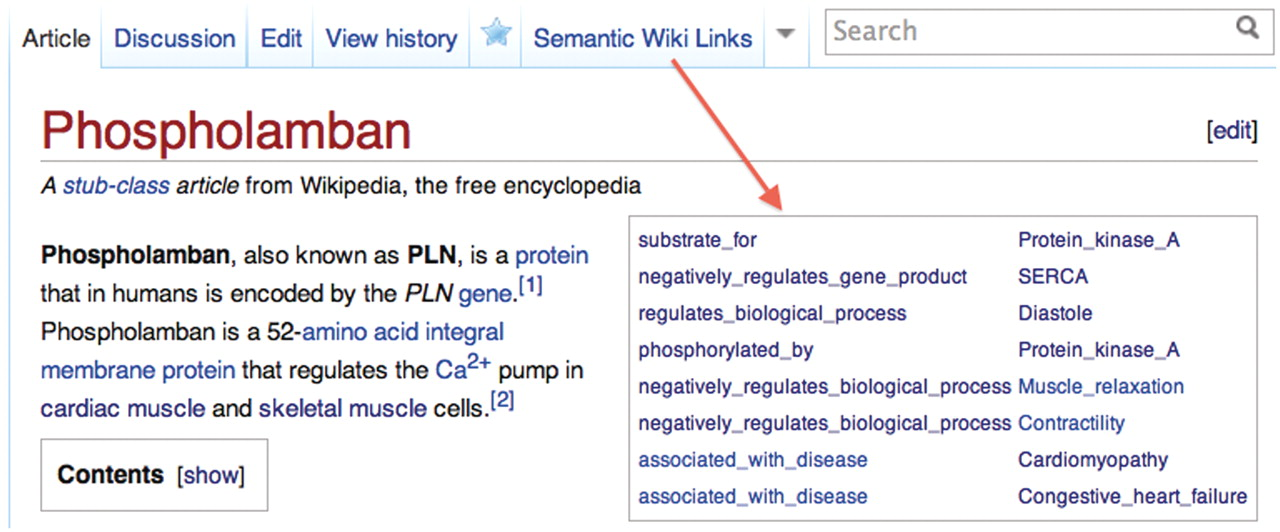 Article Discussion Edit View history Semantic Wiki Links Search
Phospholamban [edit]
A stub-class article from Wikipedia, the free encyclopedia
Phospholamban, also known as PLN, is a protein
that in humans is encoded by the PLN gene.[1]
Phospholamban is a 52-amino acid integral
membrane protein that regulates the Ca2+ pump in
cardiac muscle and skeletal muscle cells.[2]
Contents [show]
substrate_for Protein_kinase_A
negatively_regulates_gene_product SERCA
regulates_biological_process Diastole
phosphorylated_by Protein_kinase_A
negatively_regulates_biological_process Muscle_relaxation
negatively_regulates_biological_process Contractility
associated_with_disease Cardiomyopathy
associated_with_disease Congestive_heart_failure